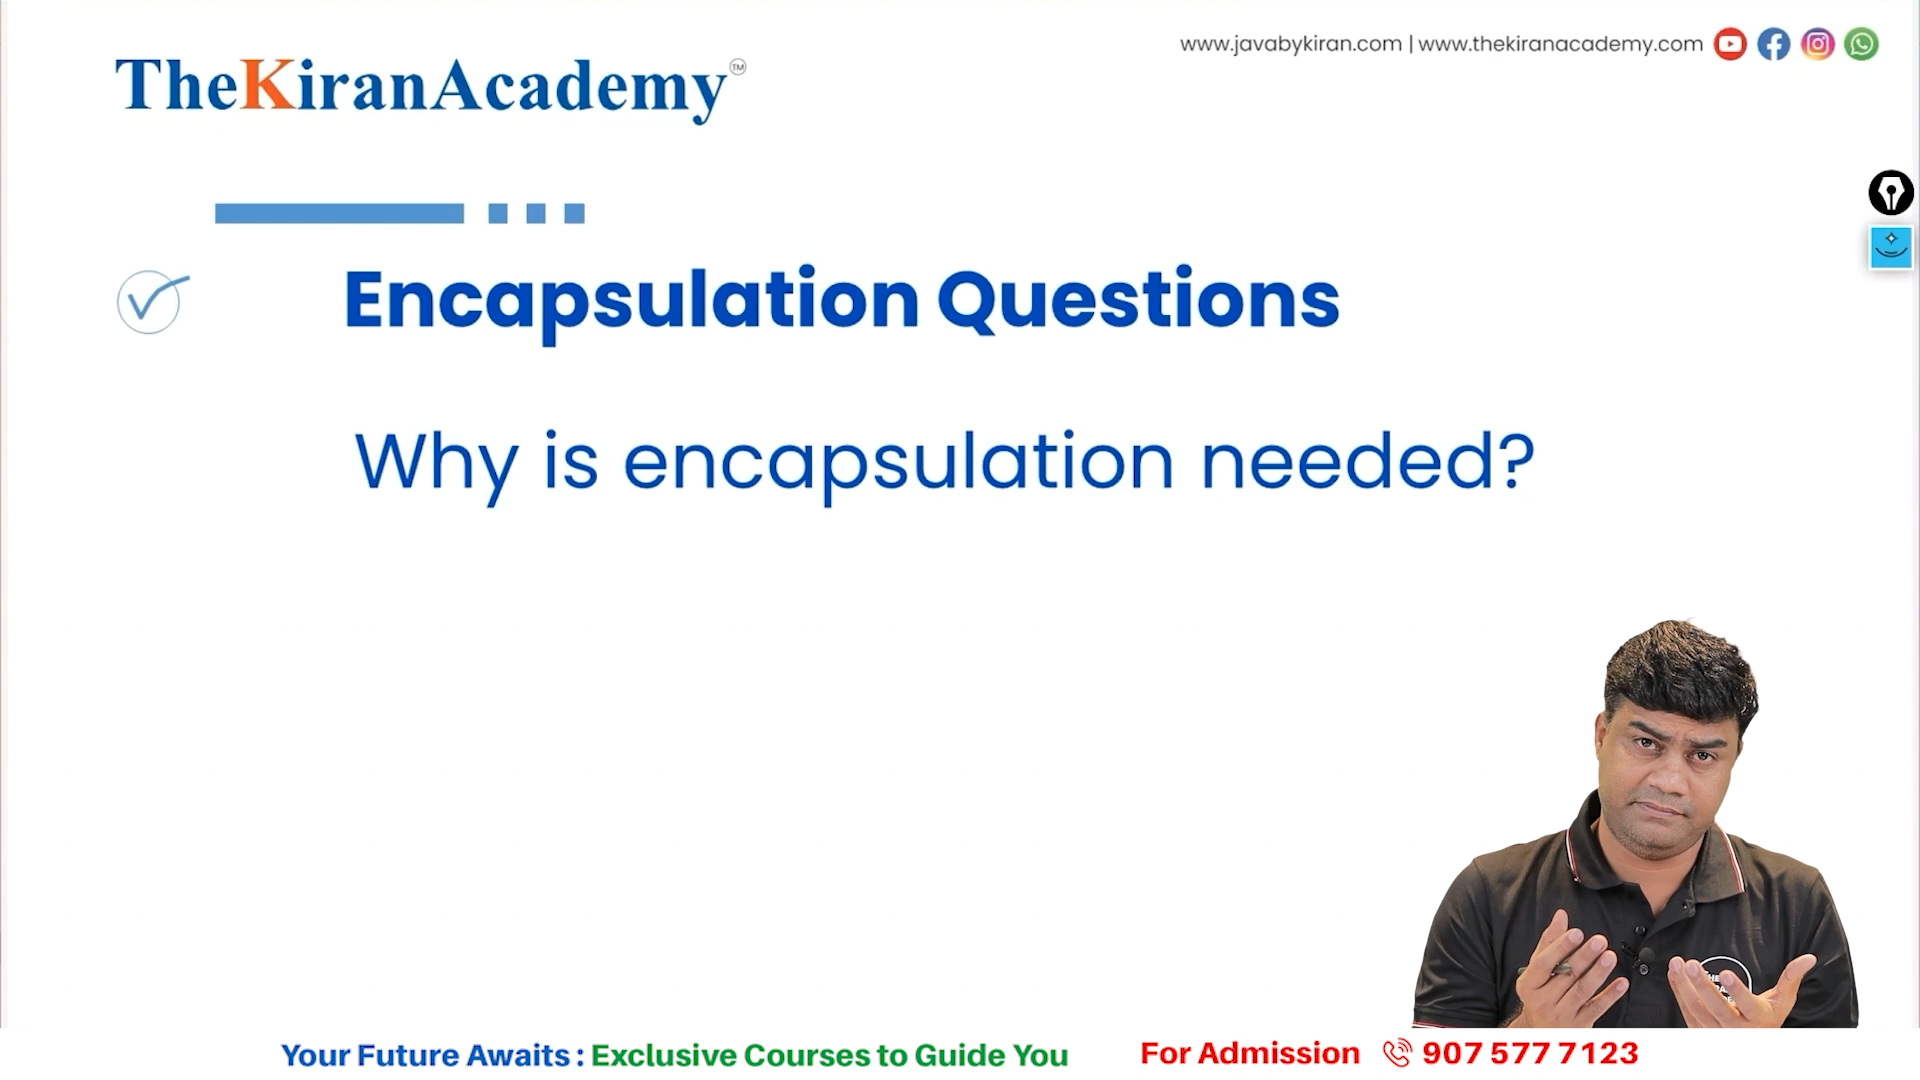 TheKiranAcademy™
www.javabykiran.com | www.thekiranacademy.com
Encapsulation Questions
Why is encapsulation needed?
Your Future Awaits : Exclusive Courses to Guide You
For Admission 907 577 7123